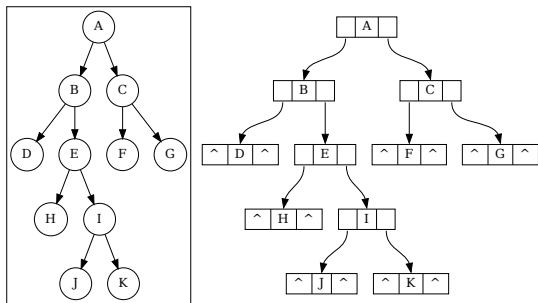 A
B C
D E F G
H I
J K
A
B C
^ D ^ E ^ F ^ ^ G ^
^ H ^ I
^ J ^ ^ K ^